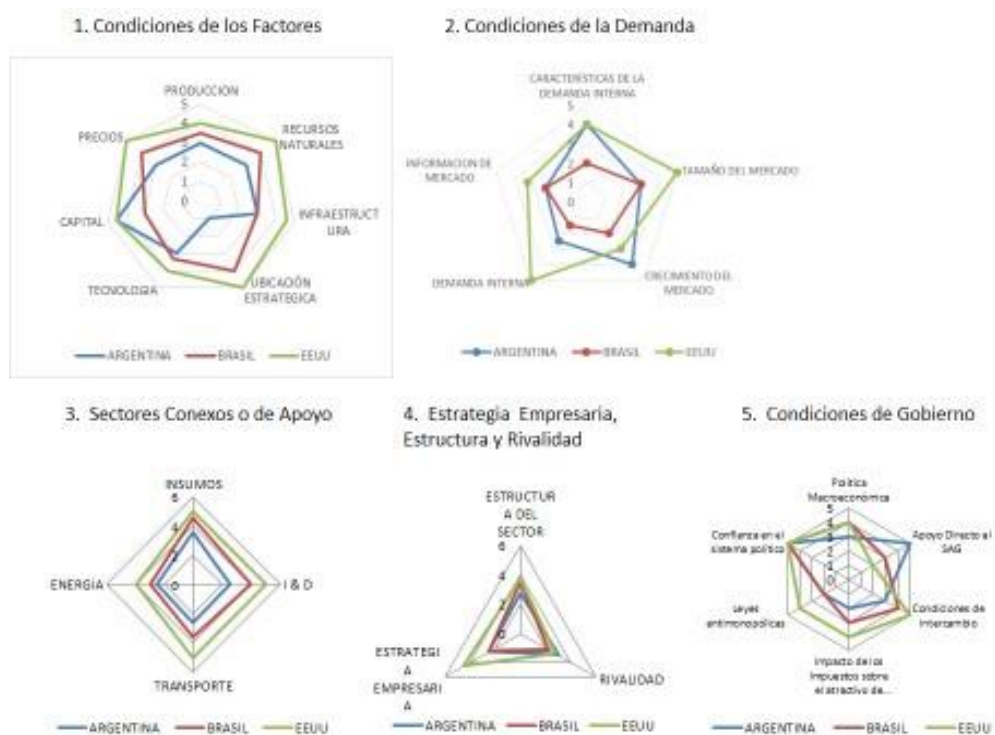 1. Condiciones de los Factores
PRODUCCION
5
4
3
2
1
0
PRECIOS
RECURSOS
NATURALES
CAPITAL
INFRAESTRUCT
URA
TECNOLOGIA
UBICACIÓN
ESTRATEGICA
ARGENTINA BRASIL EEUU
2. Condiciones de la Demanda
CARACTERÍSTICAS DE LA
DEMANDA INTERNA
5
4
3
2
1
0
INFORMACION DE
MERCADO
TAMAÑO DEL MERCADO
DEMANDA INTERNA
CRECIMIENTO DEL
MERCADO
ARGENTINA BRASIL EEUU
3. Sectores Conexos o de Apoyo
INSUMOS
6
4
2
0
ENERGIA
I & D
TRANSPORTE
ARGENTINA BRASIL EEUU
4. Estrategia Empresaria,
Estructura y Rivalidad
ESTRUCTUR
A DEL
SECTOR
6
4
2
0
ESTRATEGI
A
EMPRESARI
A
RIVALIDAD
ARGENTINA BRASIL EEUU
5. Condiciones de Gobierno
Política
Macroeconómica
5
4
3
2
1
0
Confianza en el
sistema político
Apoyo Directo al
SAG
Leyes
antimonopólicas
Condiciones de
Intercambio
Impacto de los
Impuestos sobre
el atractivo de...
ARGENTINA BRASIL EEUU